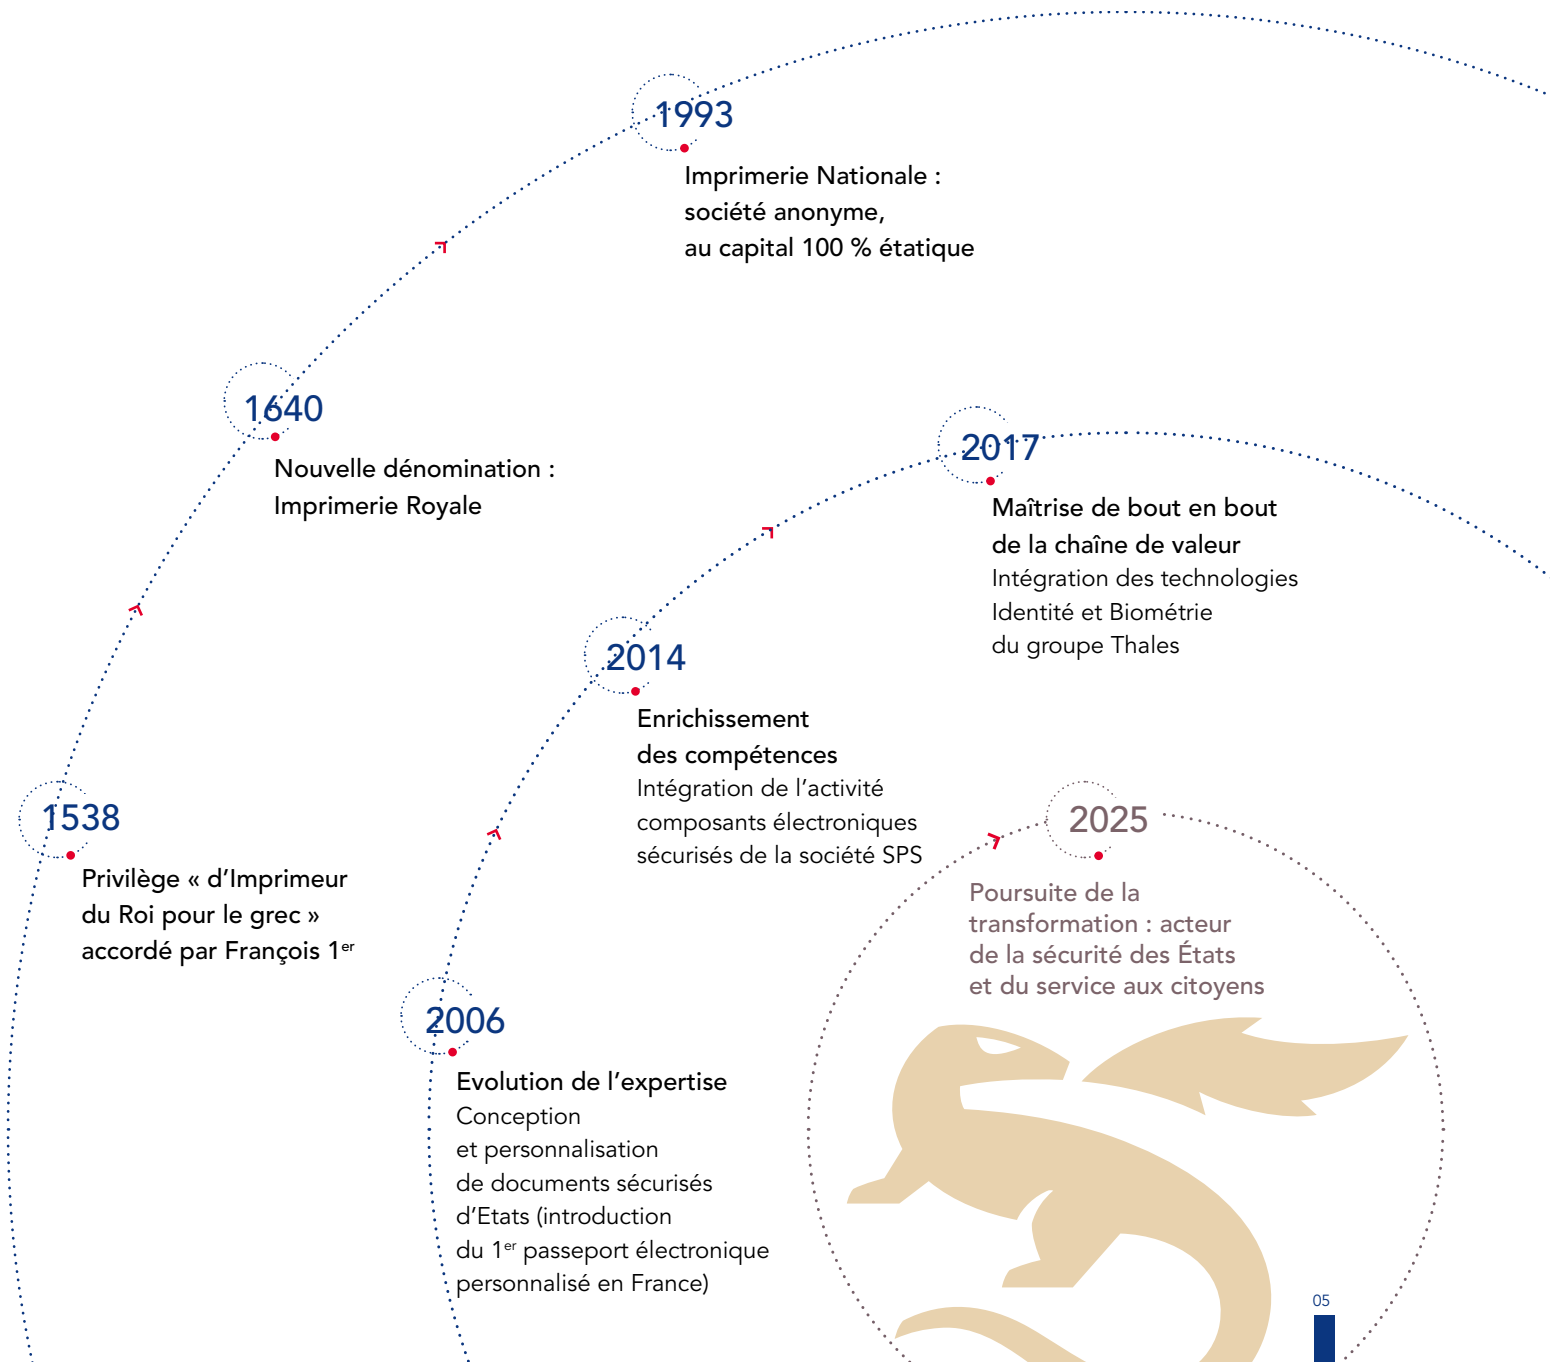 1538
Privilège « d'Imprimeur
du Roi pour le grec »
accordé par François 1er
1640
Nouvelle dénomination :
Imprimerie Royale
1993
Imprimerie Nationale :
société anonyme,
au capital 100 % étatique
2006
Evolution de l'expertise
Conception
et personnalisation
de documents sécurisés
d'Etats (introduction
du 1er passeport électronique
personnalisé en France)
2014
Enrichissement
des compétences
Intégration de l'activité
composants électroniques
sécurisés de la société SPS
2017
Maîtrise de bout en bout
de la chaîne de valeur
Intégration des technologies
Identité et Biométrie
du groupe Thales
2025
Poursuite de la
transformation : acteur
de la sécurité des États
et du service aux citoyens
05